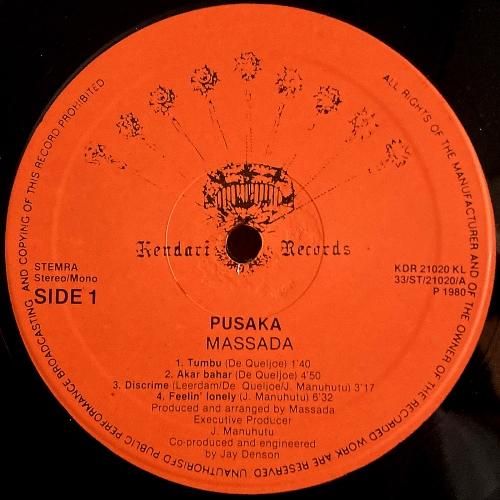 ALL RIGHTS OF THE MANUFACTURER AND OF THE OWNER OF THE RECORDED WORK ARE RESERVED. UNAUTHORISED PUBLIC PERFORMANCE BROADCASTING AND COPYING OF THIS RECORD PROHIBITED
Kendari Records
STEMRA
Stereo/Mono
SIDE 1
KDR 21020 KL
33/ST/21020/A
P 1980
PUSAKA
MASSADA
1. Tumbu (De Queljoe) 1'40
2. Akar bahar (De Queljoe) 4'50
3. Discrime (Leerdam/De Queljoe/J. Manuhutu) 3'17
4. Feelin' lonely (J. Manuhutu) 6'32
Produced and arranged by Massada
Executive Producer
J. Manuhutu
Co-produced and engineered
by Jay Denson